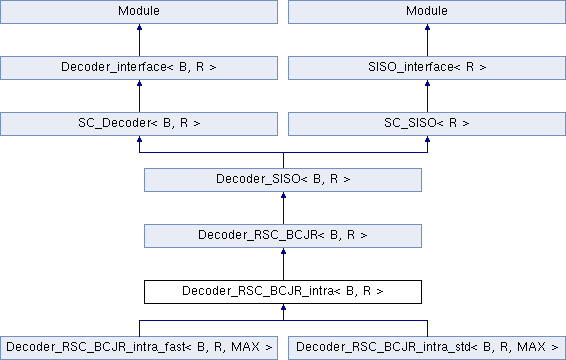 Module
Module
Decoder_interface< B, R >
SISO_interface< R >
SC_Decoder< B, R >
SC_SISO< R >
Decoder_SISO< B, R >
Decoder_RSC_BCJR< B, R >
Decoder_RSC_BCJR_intra< B, R >
Decoder_RSC_BCJR_intra_fast< B, R, MAX >
Decoder_RSC_BCJR_intra_std< B, R, MAX >